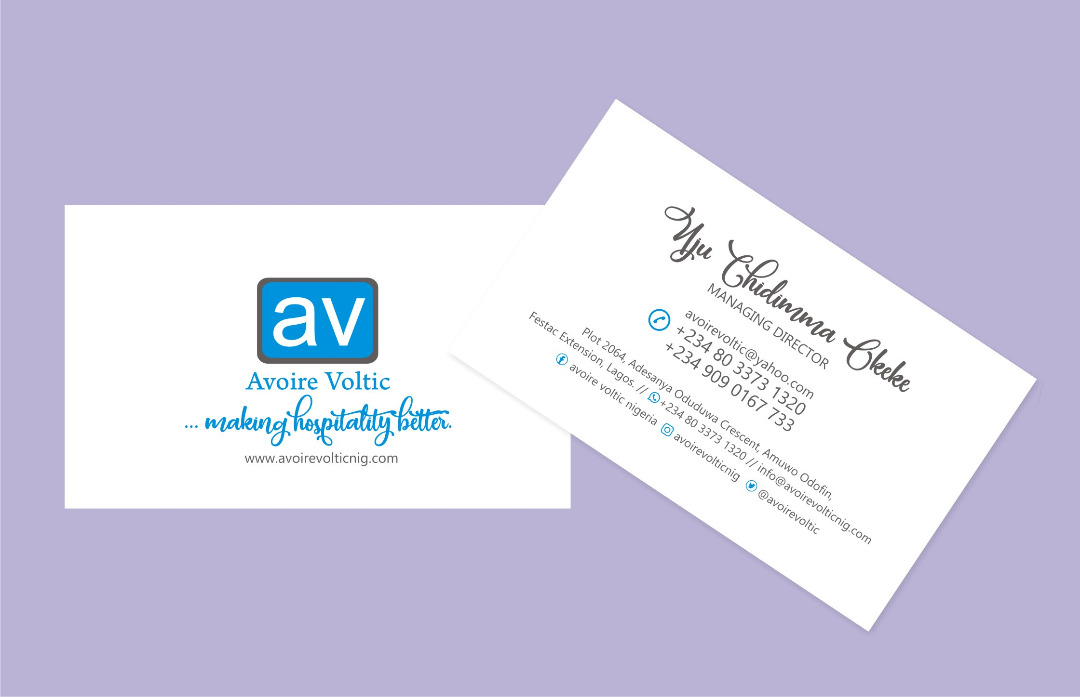 av
Avoire Voltic
... making hospitality better.
www.avoirevolticnig.com
Uju Chidimma Okeke
MANAGING DIRECTOR
avoirevoltic@yahoo.com
+234 80 3373 1320
+234 909 0167 733
Plot 2064, Adesanya Oduduwa Crescent, Amuwo Odofin,
Festac Extension, Lagos. // +234 80 3373 1320 // info@avoirevolticnig.com
avoire voltic nigeria avoirevolticnig @avoirevoltic